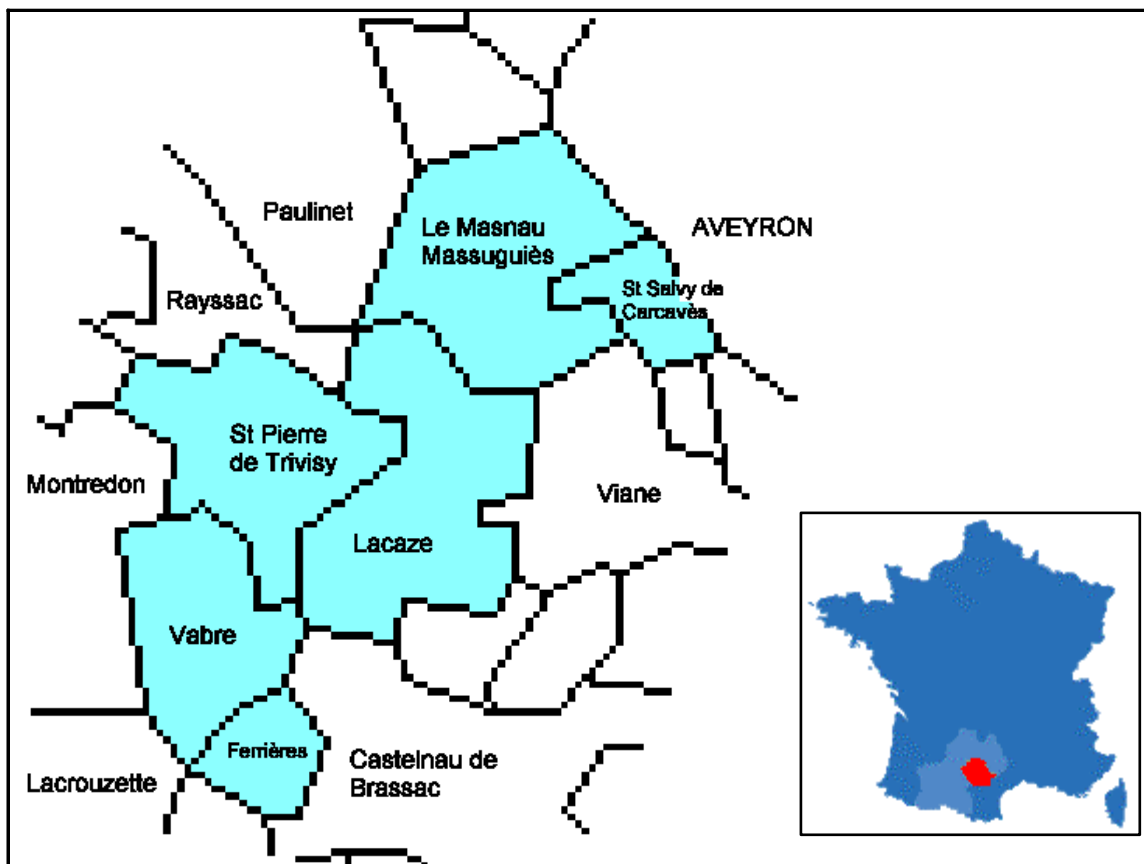 Paulinet
Le Masnau
Massuguiès
AVEYRON
St Salvy de
Carcavès
Rayssac
St Pierre
de Trivisy
Montredon
Viane
Lacaze
Vabre
Ferrières
Castelnau de
Brassac
Lacrouzette